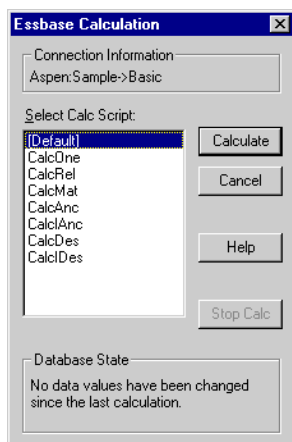 Essbase Calculation
Connection Information
Aspen:Sample->Basic
Select Calc Script:
(Default)
CalcOne
CalcRel
CalcMat
CalcAnc
CalcIAnc
CalcDes
CalcIDes
Calculate
Cancel
Help
Stop Calc
Database State
No data values have been changed
since the last calculation.